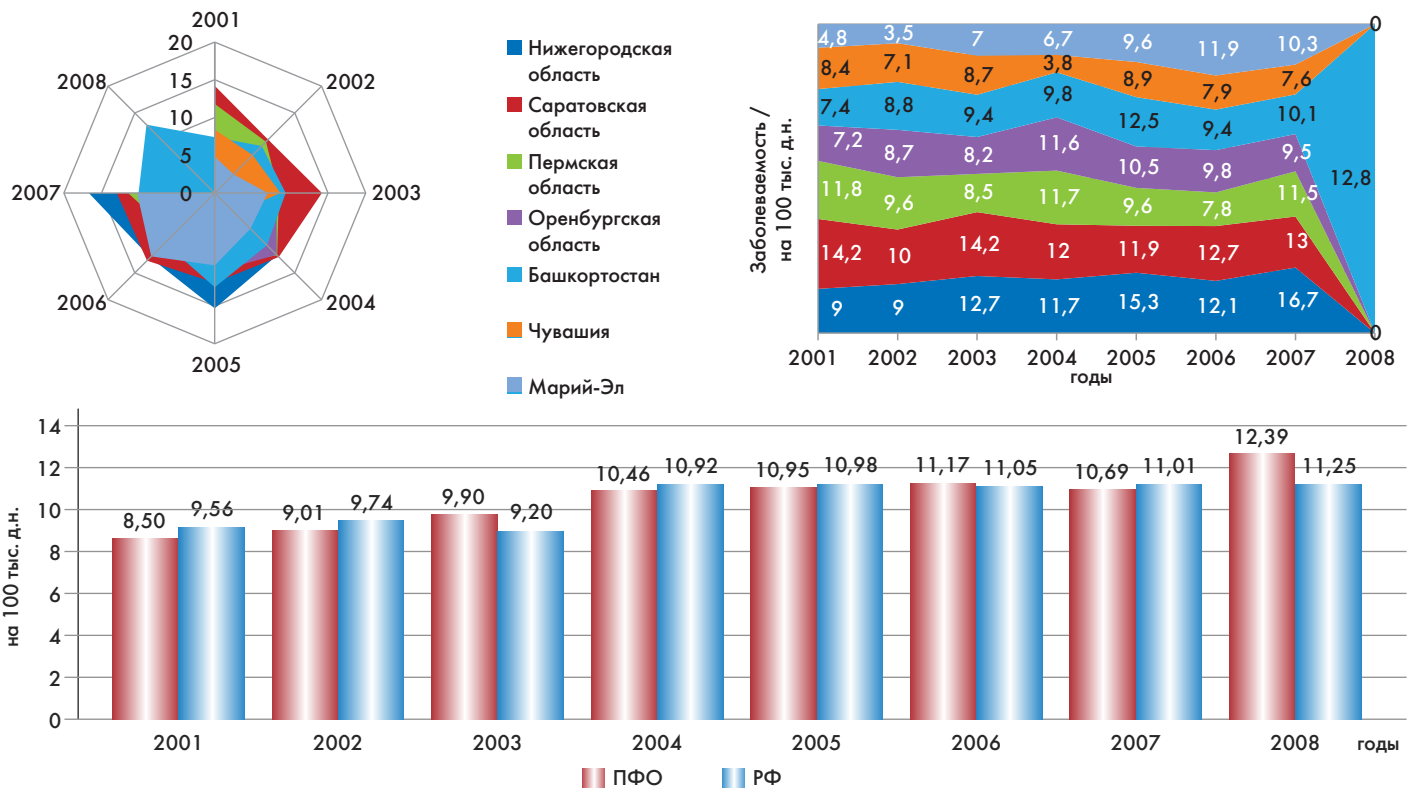 2001
20
2008
15
2002
10
5
2007
0
2003
2006
2004
2005
Нижегородская
область
Саратовская
область
Пермская
область
Оренбургская
область
Башкортостан
Чувашия
Марий-Эл
Заболеваемость /
на 100 тыс. д.н.
4,8 3,5 7 6,7 9,6 11,9 10,3 0
8,4 7,1 8,7 3,8 8,9 7,9 7,6
7,4 8,8 9,4 9,8 12,5 9,4 10,1
7,2 8,7 8,2 11,6 10,5 9,8 9,5 12,8
11,8 9,6 8,5 11,7 9,6 7,8 11,5
14,2 10 14,2 12 11,9 12,7 13
9 9 12,7 11,7 15,3 12,1 16,7 0
2001 2002 2003 2004 2005 2006 2007 2008
годы
на 100 тыс. д.н.
14
12
10
8
6
4
2
0
8,50 9,56 9,01 9,74 9,90 9,20 10,46 10,92 10,95 10,98 11,17 11,05 10,69 11,01 12,39 11,25
2001 2002 2003 2004 2005 2006 2007 2008 годы
ПФО РФ